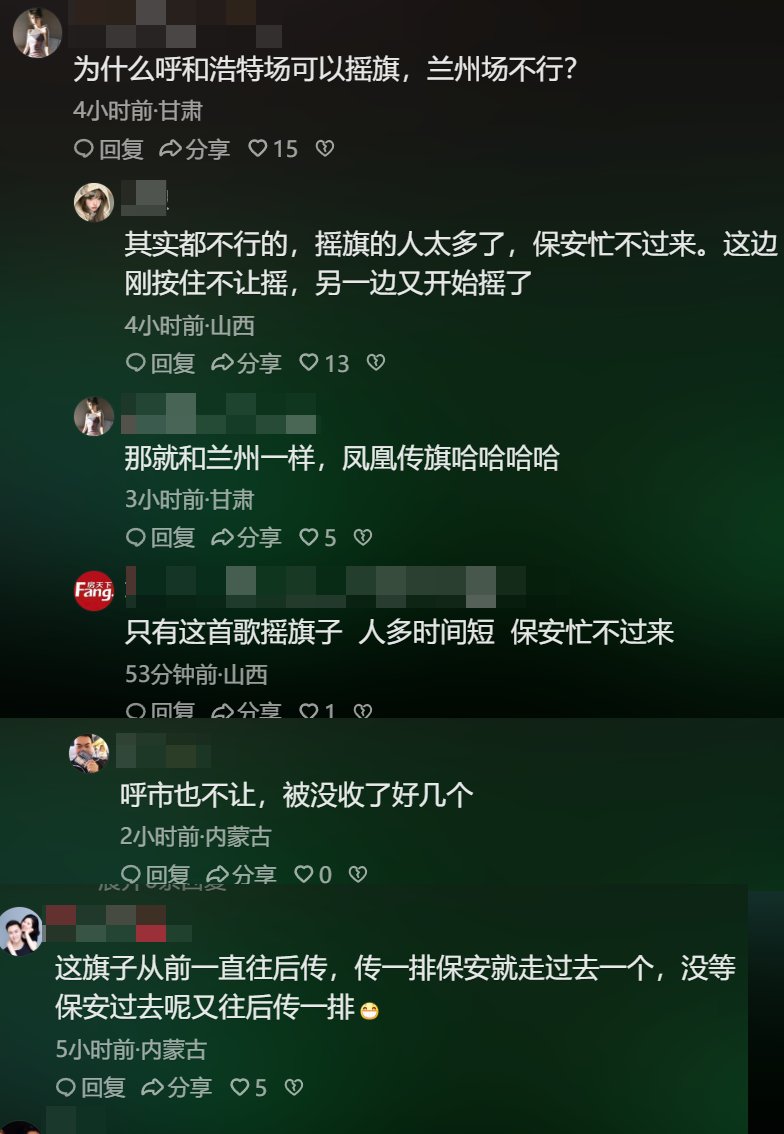 为什么呼和浩特场可以摇旗，兰州场不行?
4小时前·甘肃
回复 分享 15
其实都不行的，摇旗的人太多了，保安忙不过来。这边
刚按住不让摇，另一边又开始摇了
4小时前·山西
回复 分享 13
那就和兰州一样，凤凰传旗哈哈哈哈
3小时前·甘肃
回复 分享 5
房天下
Fang.
只有这首歌摇旗子 人多时间短 保安忙不过来
53分钟前·山西
回复 分享 1
呼市也不让，被没收了好几个
2小时前·内蒙古
回复 分享 0
这旗子从前一直往后传，传一排保安就走过去一个，没等
保安过去呢又往后传一排😁
5小时前·内蒙古
回复 分享 5